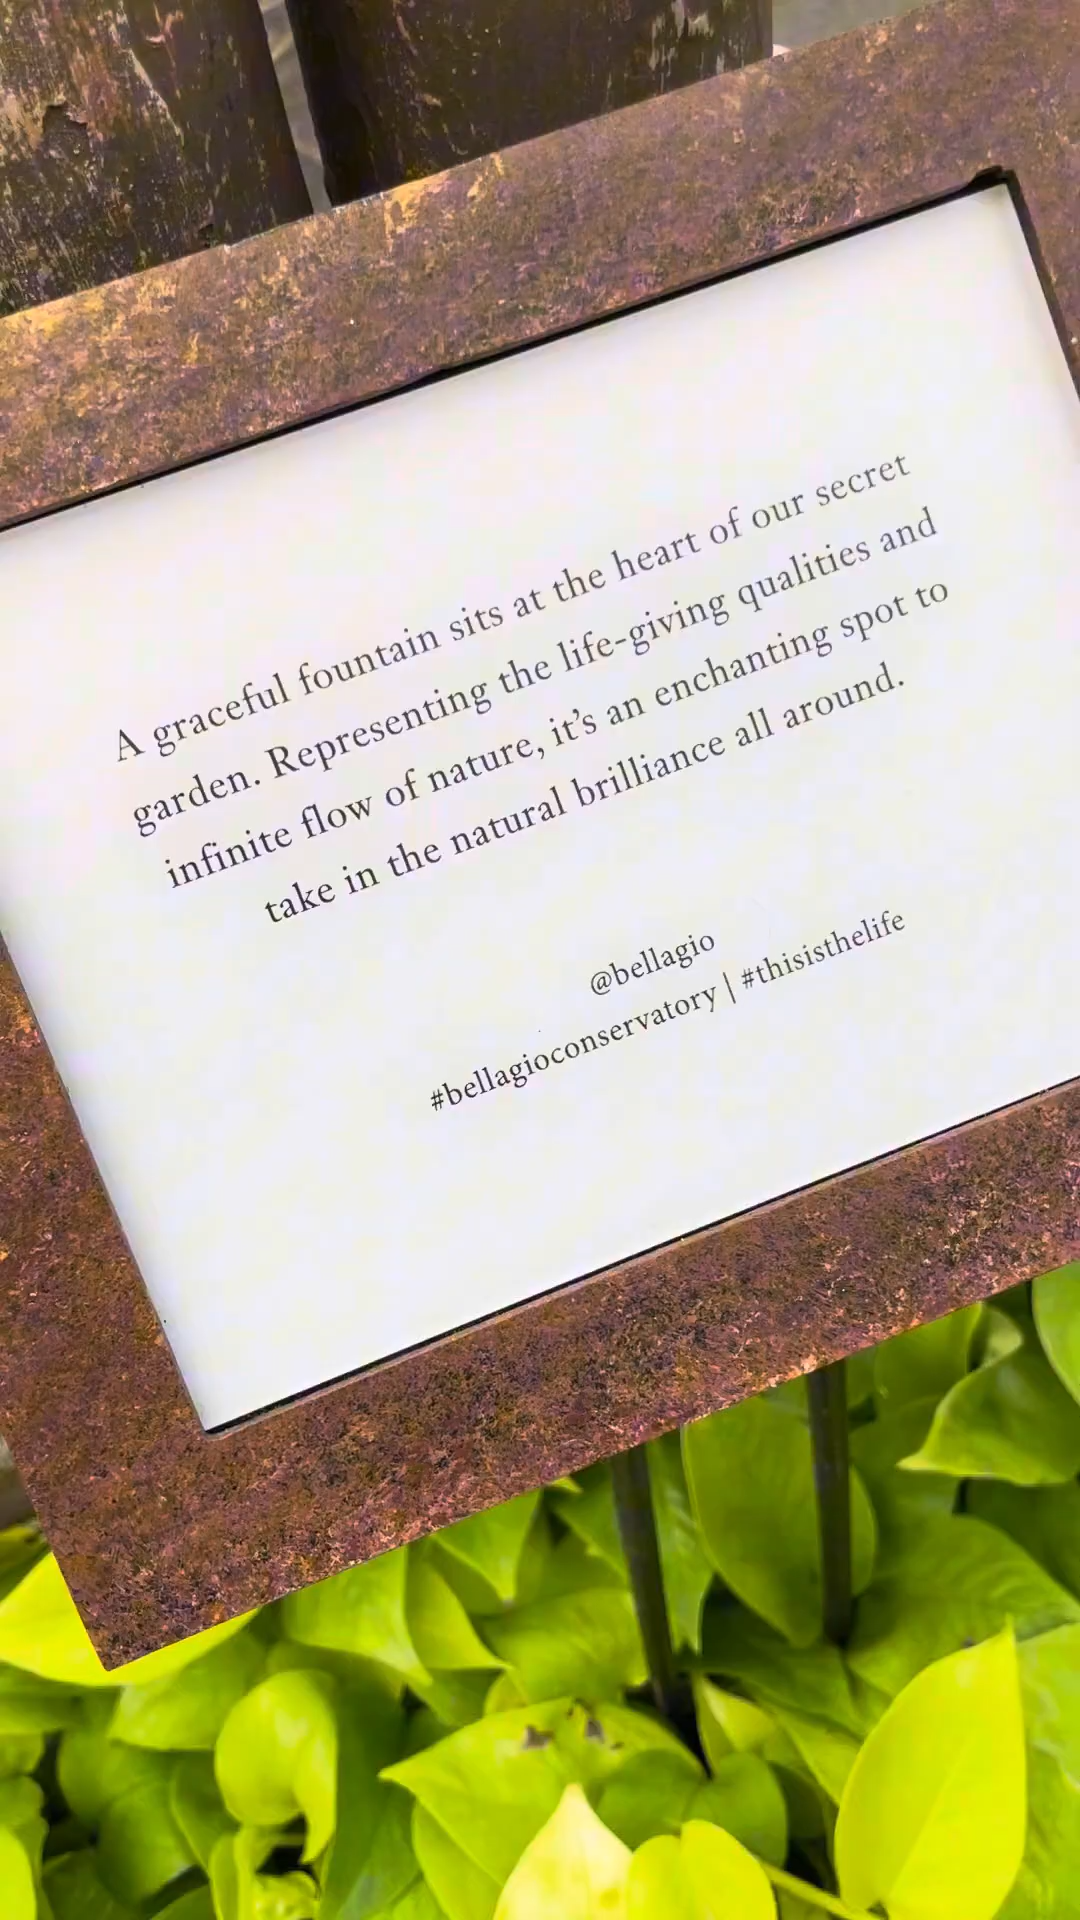 A graceful fountain sits at the heart of our secret
garden. Representing the life-giving qualities and
infinite flow of nature, it's an enchanting spot to
take in the natural brilliance all around.
@bellagio
#bellagioconservatory | #thisisthelife